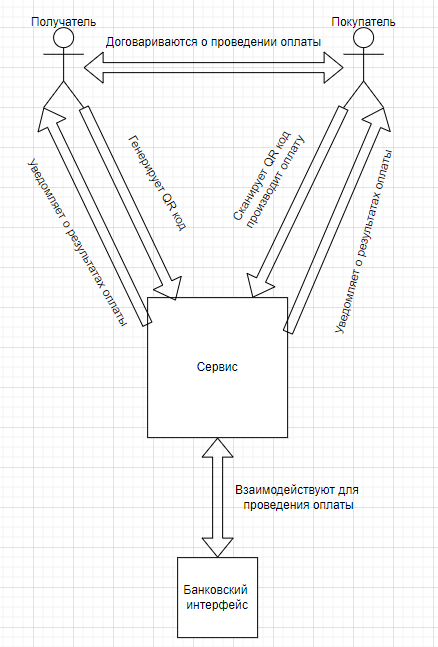 Получатель
Покупатель
Договариваются о проведении оплаты
Генерирует QR код
Уведомляет о результатах оплаты
Сканирует QR код
производит оплату
Уведомляет о результатах оплаты
Сервис
Взаимодействуют для
проведения оплаты
Банковский
интерфейс